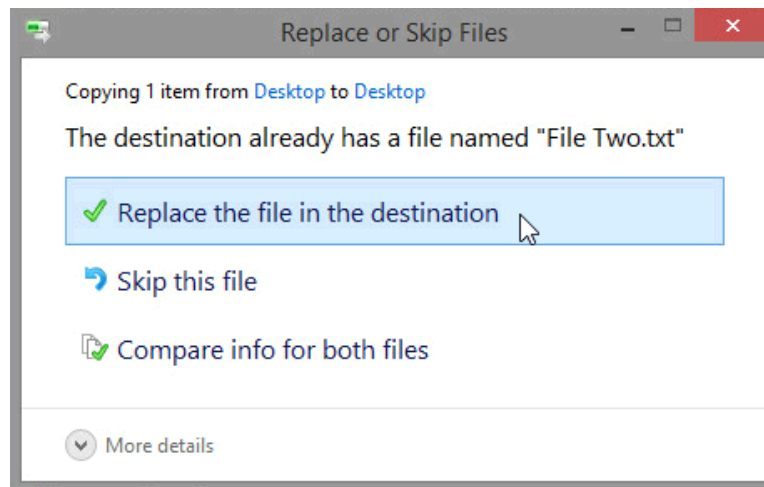 Replace or Skip Files
Copying 1 item from Desktop to Desktop
The destination already has a file named "File Two.txt"
Replace the file in the destination
Skip this file
Compare info for both files
More details